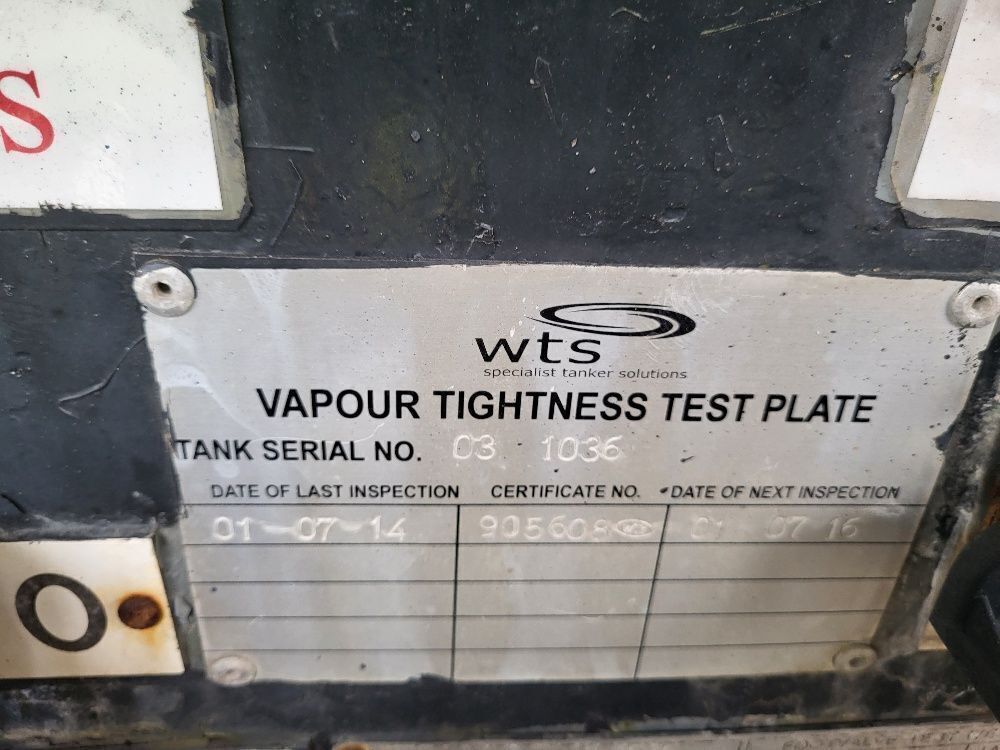 S
wts
specialist tanker solutions
VAPOUR TIGHTNESS TEST PLATE
TANK SERIAL NO. 03 1036
DATE OF LAST INSPECTION CERTIFICATE NO. DATE OF NEXT INSPECTION
01-07-14 905608 01 07 16
O